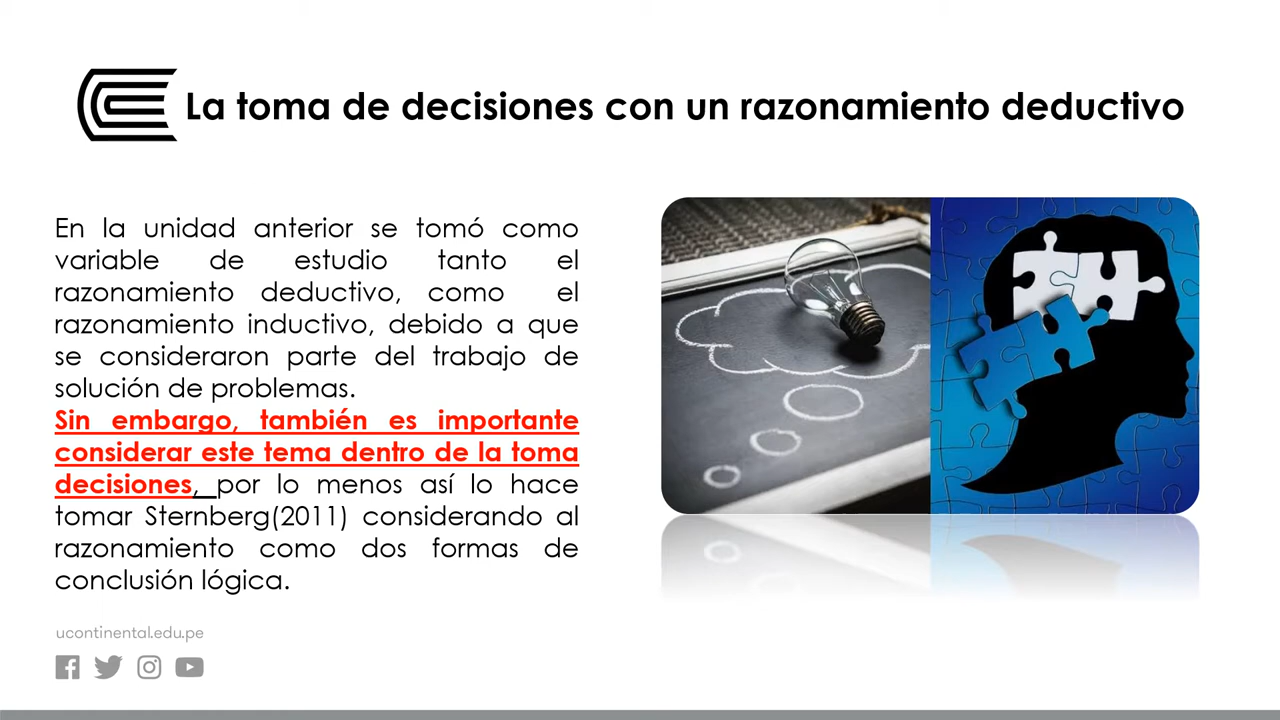 La toma de decisiones con un razonamiento deductivo
En la unidad anterior se tomó como
variable de estudio tanto el
razonamiento deductivo, como el
razonamiento inductivo, debido a que
se consideraron parte del trabajo de
solución de problemas.
Sin embargo, también es importante
considerar este tema dentro de la toma
decisiones, por lo menos así lo hace
tomar Sternberg(2011) considerando al
razonamiento como dos formas de
conclusión lógica.
ucontinental.edu.pe